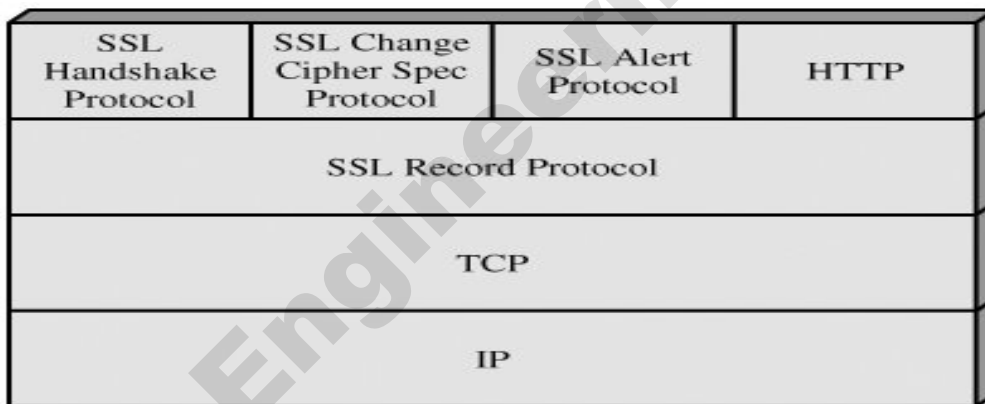 SSL
Handshake
Protocol
SSL Change
Cipher Spec
Protocol
SSL Alert
Protocol
HTTP
SSL Record Protocol
TCP
IP